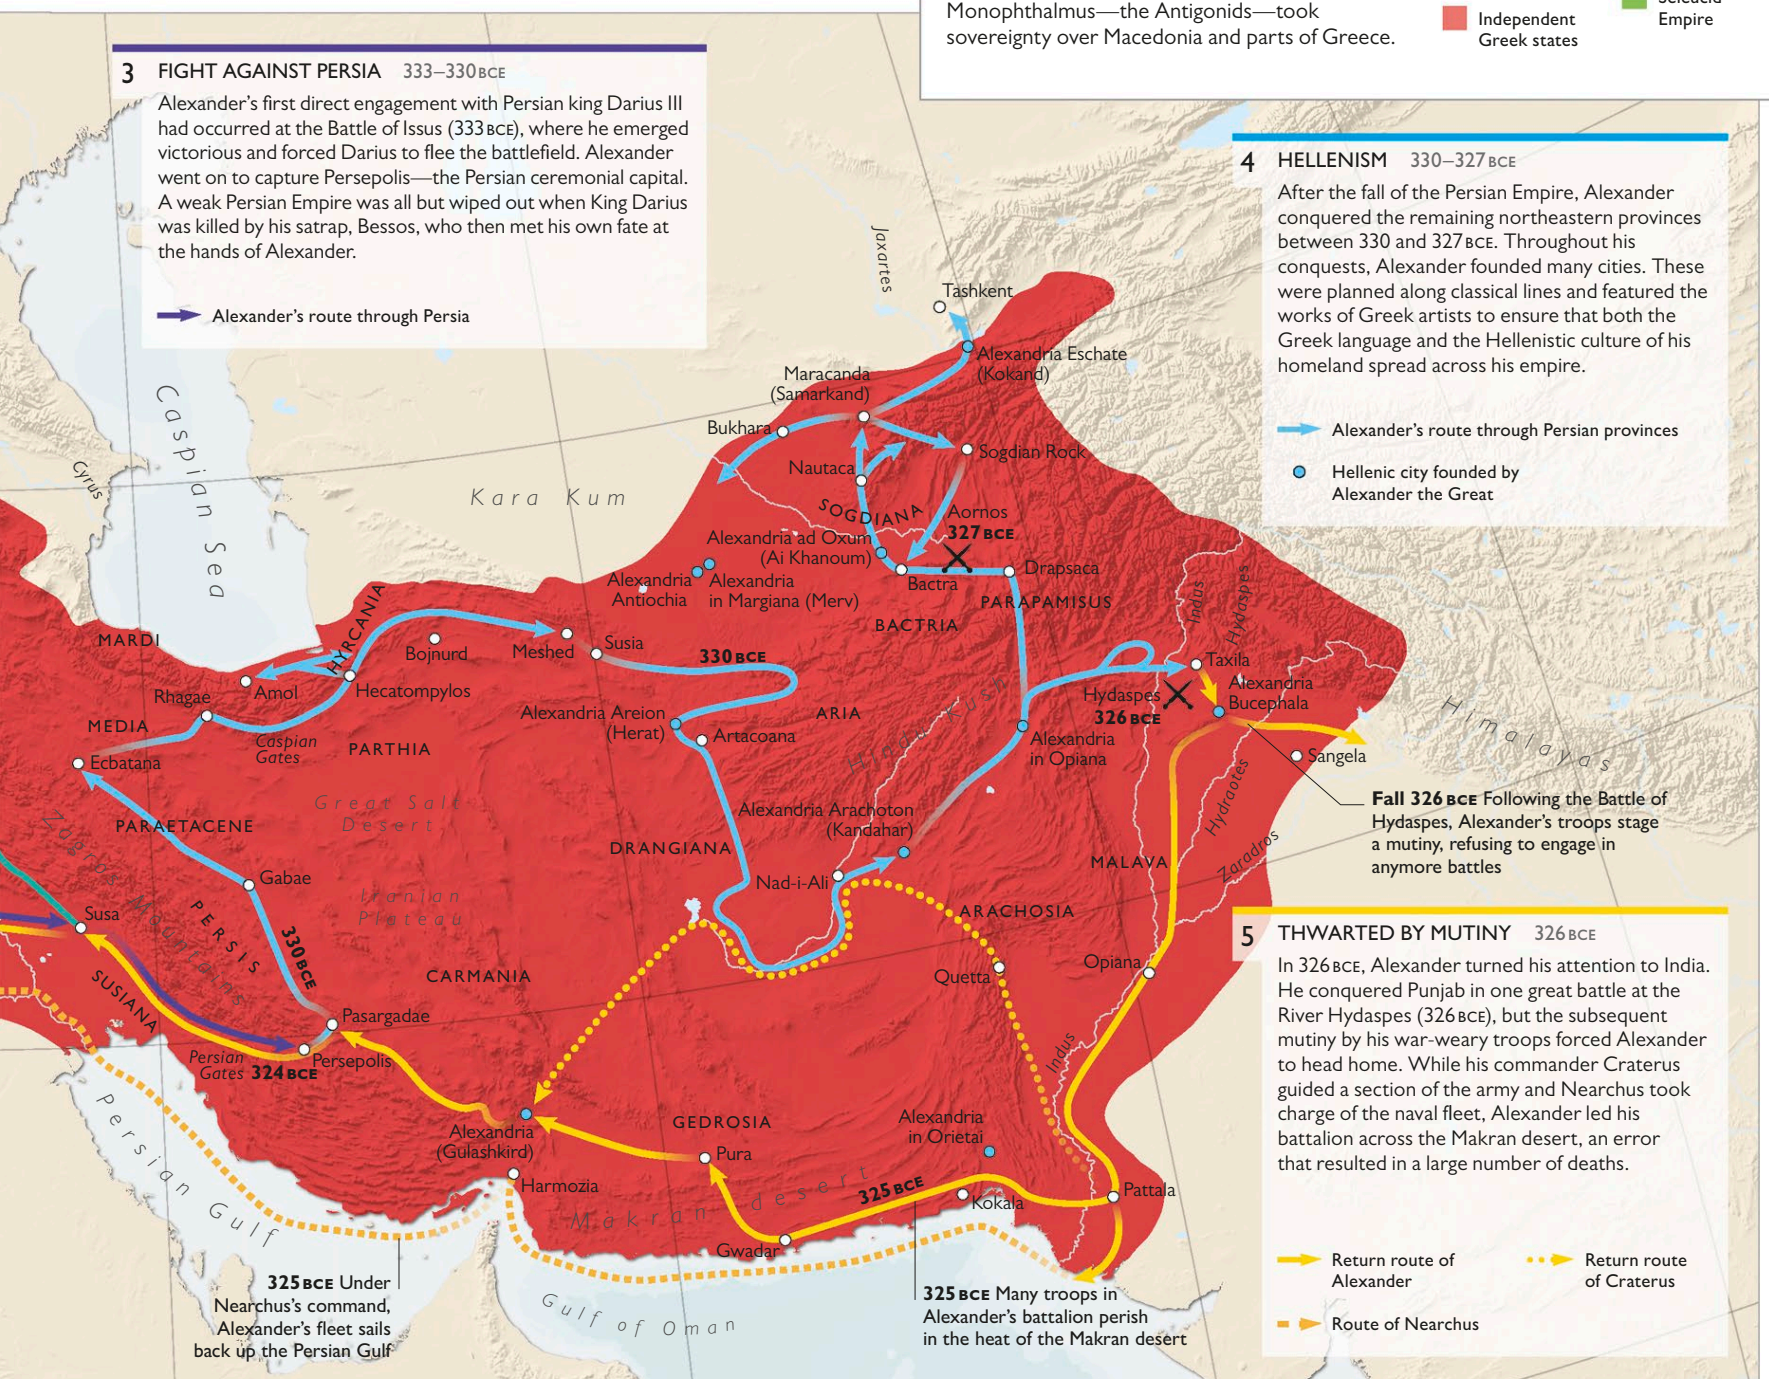 Monophthalmus—the Antigonids—took
sovereignty over Macedonia and parts of Greece.
Independent
Greek states
Empire
3 FIGHT AGAINST PERSIA 333–330 BCE
Alexander’s first direct engagement with Persian king Darius III
had occurred at the Battle of Issus (333 BCE), where he emerged
victorious and forced Darius to flee the battlefield. Alexander
went on to capture Persepolis—the Persian ceremonial capital.
A weak Persian Empire was all but wiped out when King Darius
was killed by his satrap, Bessos, who then met his own fate at
the hands of Alexander.
Alexander’s route through Persia
4 HELLENISM 330–327 BCE
After the fall of the Persian Empire, Alexander
conquered the remaining northeastern provinces
between 330 and 327 BCE. Throughout his
conquests, Alexander founded many cities. These
were planned along classical lines and featured the
works of Greek artists to ensure that both the
Greek language and the Hellenistic culture of his
homeland spread across his empire.
Alexander’s route through Persian provinces
Hellenic city founded by
Alexander the Great
Jaxartes
Tashkent
Alexandria Eschate
(Kokand)
Maracanda
(Samarkand)
Bukhara
Sogdian Rock
Nautaca
Caspian Sea
Cyrus
Kara Kum
SOGDIANA
Aornos
327 BCE
Alexandria ad Oxum
(Ai Khanoum)
Bactra
Drapsaca
Alexandria
Antiochia
Alexandria
in Margiana (Merv)
PARAPAMISUS
BACTRIA
Indus
Hydaspes
MARDI
HYRCANIA
Bojnurd
Meshed
Susia
330 BCE
Taxila
Rhagae
Amol
Hecatompylos
Hydaspes
326 BCE
Alexandria
Bucephala
MEDIA
Caspian
Gates
PARTHIA
Alexandria Areion
(Herat)
Artacoana
ARIA
Hindu Kush
Alexandria
in Opiana
Himalayas
Sangela
Ecbatana
Great Salt
Desert
Alexandria Arachoton
(Kandahar)
Hydraotes
Fall 326 BCE Following the Battle of
Hydaspes, Alexander’s troops stage
a mutiny, refusing to engage in
anymore battles
PARAETACENE
DRANGIANA
MALAVA
Zaradros
Zagros Mountains
Gabae
Iranian
Plateau
Nad-i-Ali
ARACHOSIA
Susa
PERSIS
330 BCE
CARMANIA
Quetta
Opiana
SUSIANA
Pasargadae
Persian
Gates
324 BCE
Persepolis
Indus
5 THWARTED BY MUTINY 326 BCE
In 326 BCE, Alexander turned his attention to India.
He conquered Punjab in one great battle at the
River Hydaspes (326 BCE), but the subsequent
mutiny by his war-weary troops forced Alexander
to head home. While his commander Craterus
guided a section of the army and Nearchus took
charge of the naval fleet, Alexander led his
battalion across the Makran desert, an error
that resulted in a large number of deaths.
Return route of
Alexander
Return route
of Craterus
Route of Nearchus
Persian Gulf
Alexandria
(Gulashkird)
GEDROSIA
Alexandria
in Orietai
Pura
Harmozia
Makran desert
325 BCE
Kokala
Pattala
Gwadar
325 BCE Under
Nearchus’s command,
Alexander’s fleet sails
back up the Persian Gulf
Gulf of Oman
325 BCE Many troops in
Alexander’s battalion perish
in the heat of the Makran desert